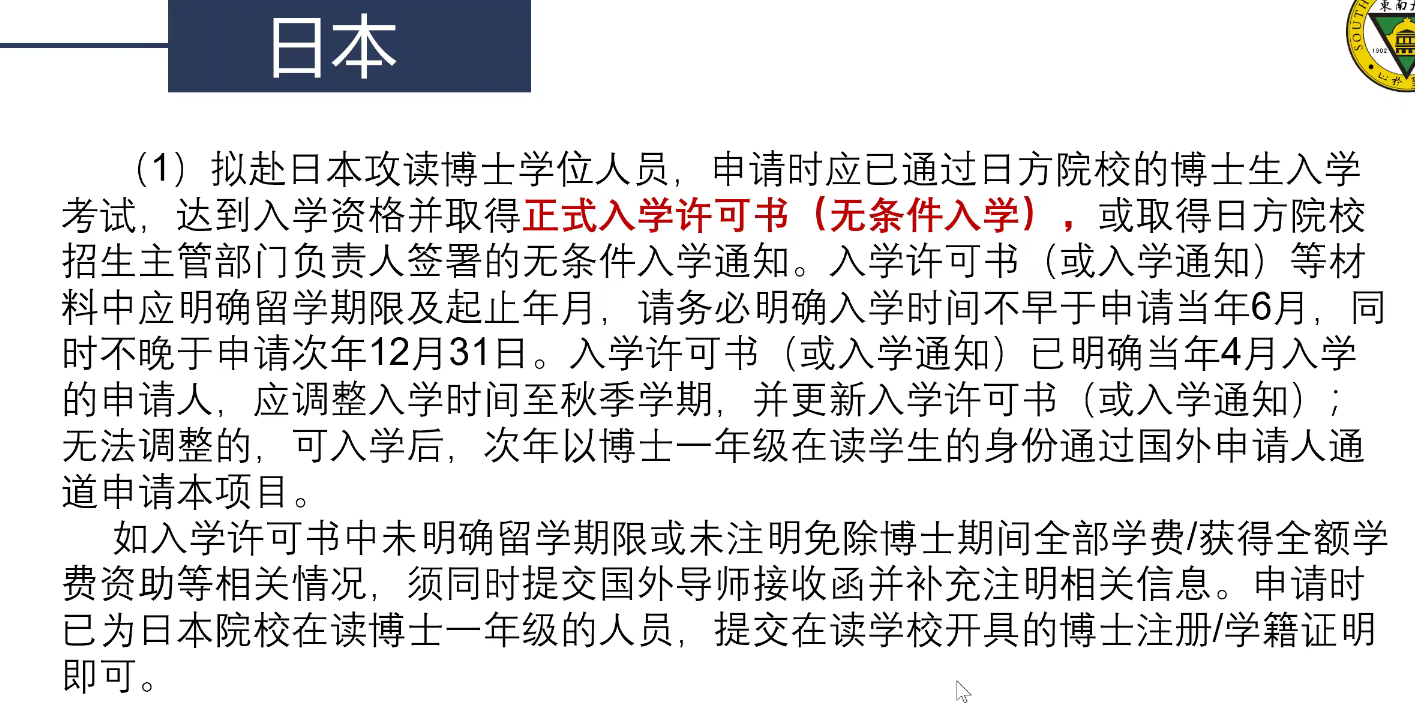 日本
東南
SOUTH
1902
（1）拟赴日本攻读博士学位人员，申请时应已通过日方院校的博士生入学
考试，达到入学资格并取得正式入学许可书（无条件入学），或取得日方院校
招生主管部门负责人签署的无条件入学通知。入学许可书（或入学通知）等材
料中应明确留学期限及起止年月，请务必明确入学时间不早于申请当年6月，同
时不晚于申请次年12月31日。入学许可书（或入学通知）已明确当年4月入学
的申请人，应调整入学时间至秋季学期，并更新入学许可书（或入学通知）；
无法调整的，可入学后，次年以博士一年级在读学生的身份通过国外申请人通
道申请本项目。
如入学许可书中未明确留学期限或未注明免除博士期间全部学费/获得全额学
费资助等相关情况，须同时提交国外导师接收函并补充注明相关信息。申请时
已为日本院校在读博士一年级的人员，提交在读学校开具的博士注册/学籍证明
即可。